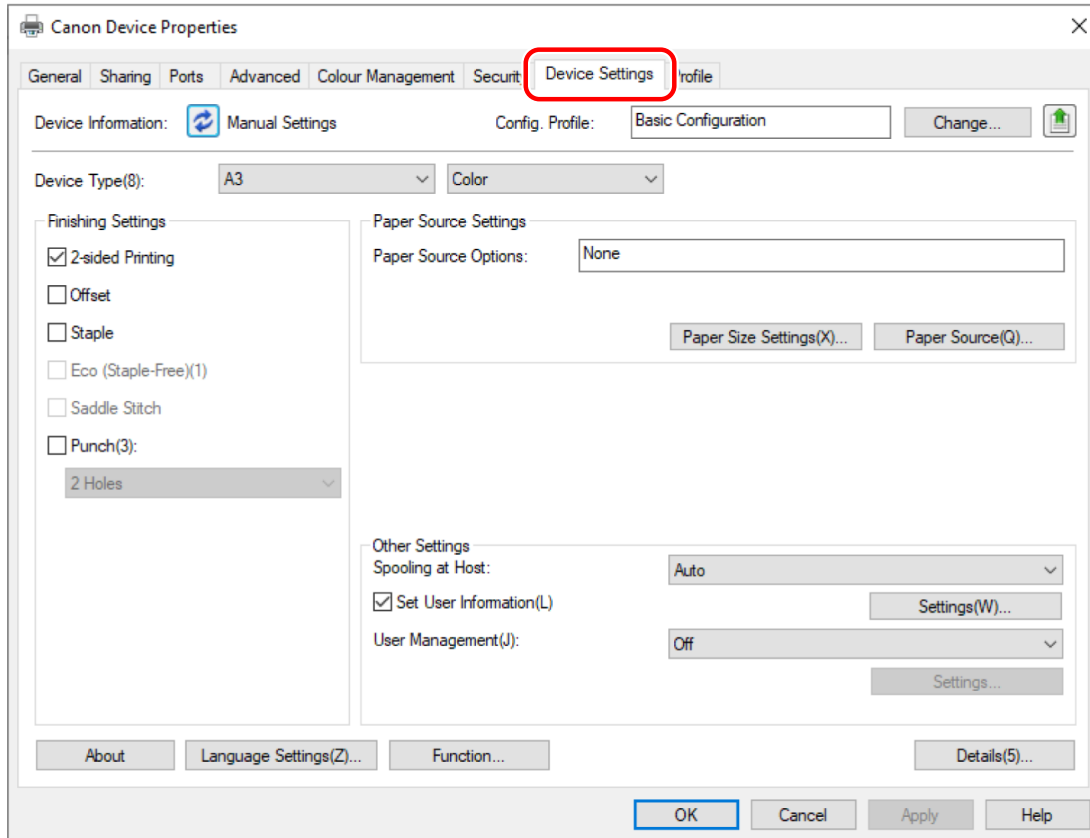 Canon Device Properties
General Sharing Ports Advanced Colour Management Securit Device Settings rofile
Device Information: Manual Settings Config. Profile: Basic Configuration Change...
Device Type(8): A3 Color
Finishing Settings
2-sided Printing
Offset
Staple
Eco (Staple-Free)(1)
Saddle Stitch
Punch(3):
2 Holes
Paper Source Settings
Paper Source Options: None
Paper Size Settings(X)... Paper Source(Q)...
Other Settings
Spooling at Host: Auto
Set User Information(L) Settings(W)...
User Management(J): Off
Settings...
About Language Settings(Z)... Function... Details(5)...
OK Cancel Apply Help